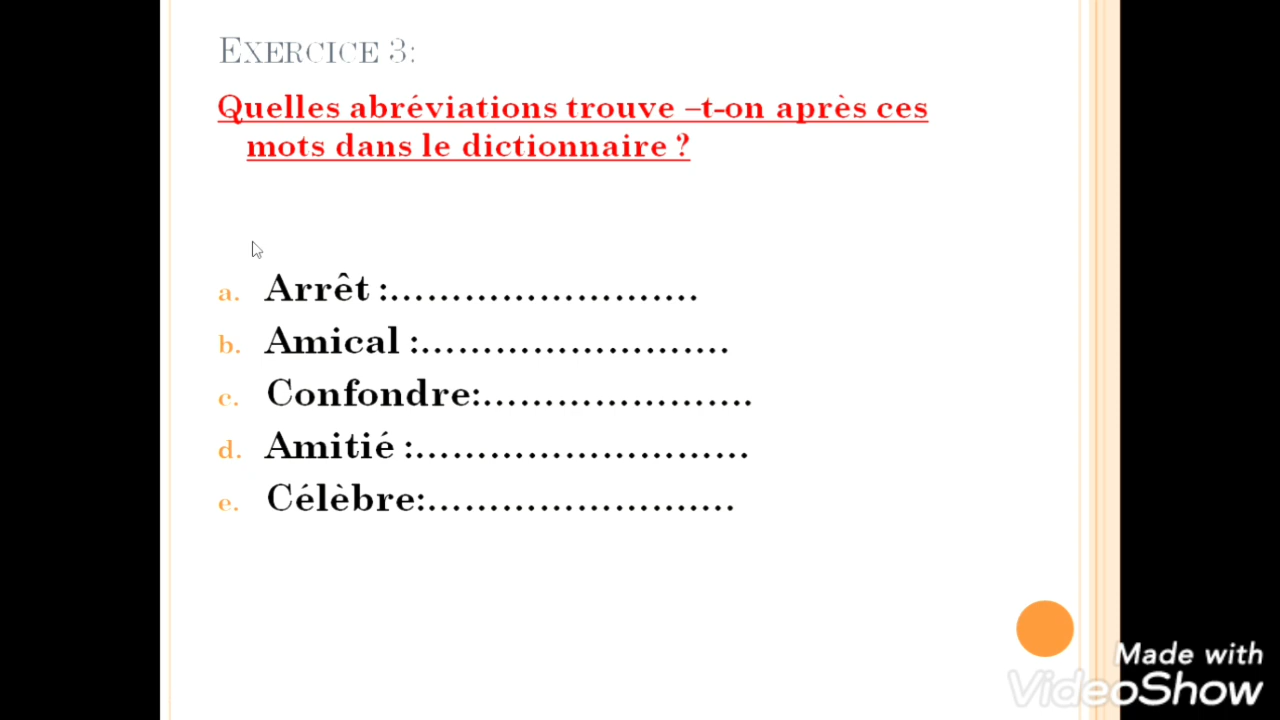 EXERCICE 3:
Quelles abréviations trouve –t-on après ces
mots dans le dictionnaire ?
a. Arrêt :.........................
b. Amical :.........................
c. Confondre:......................
d. Amitié :...........................
e. Célèbre:.........................
Made with
VideoShow